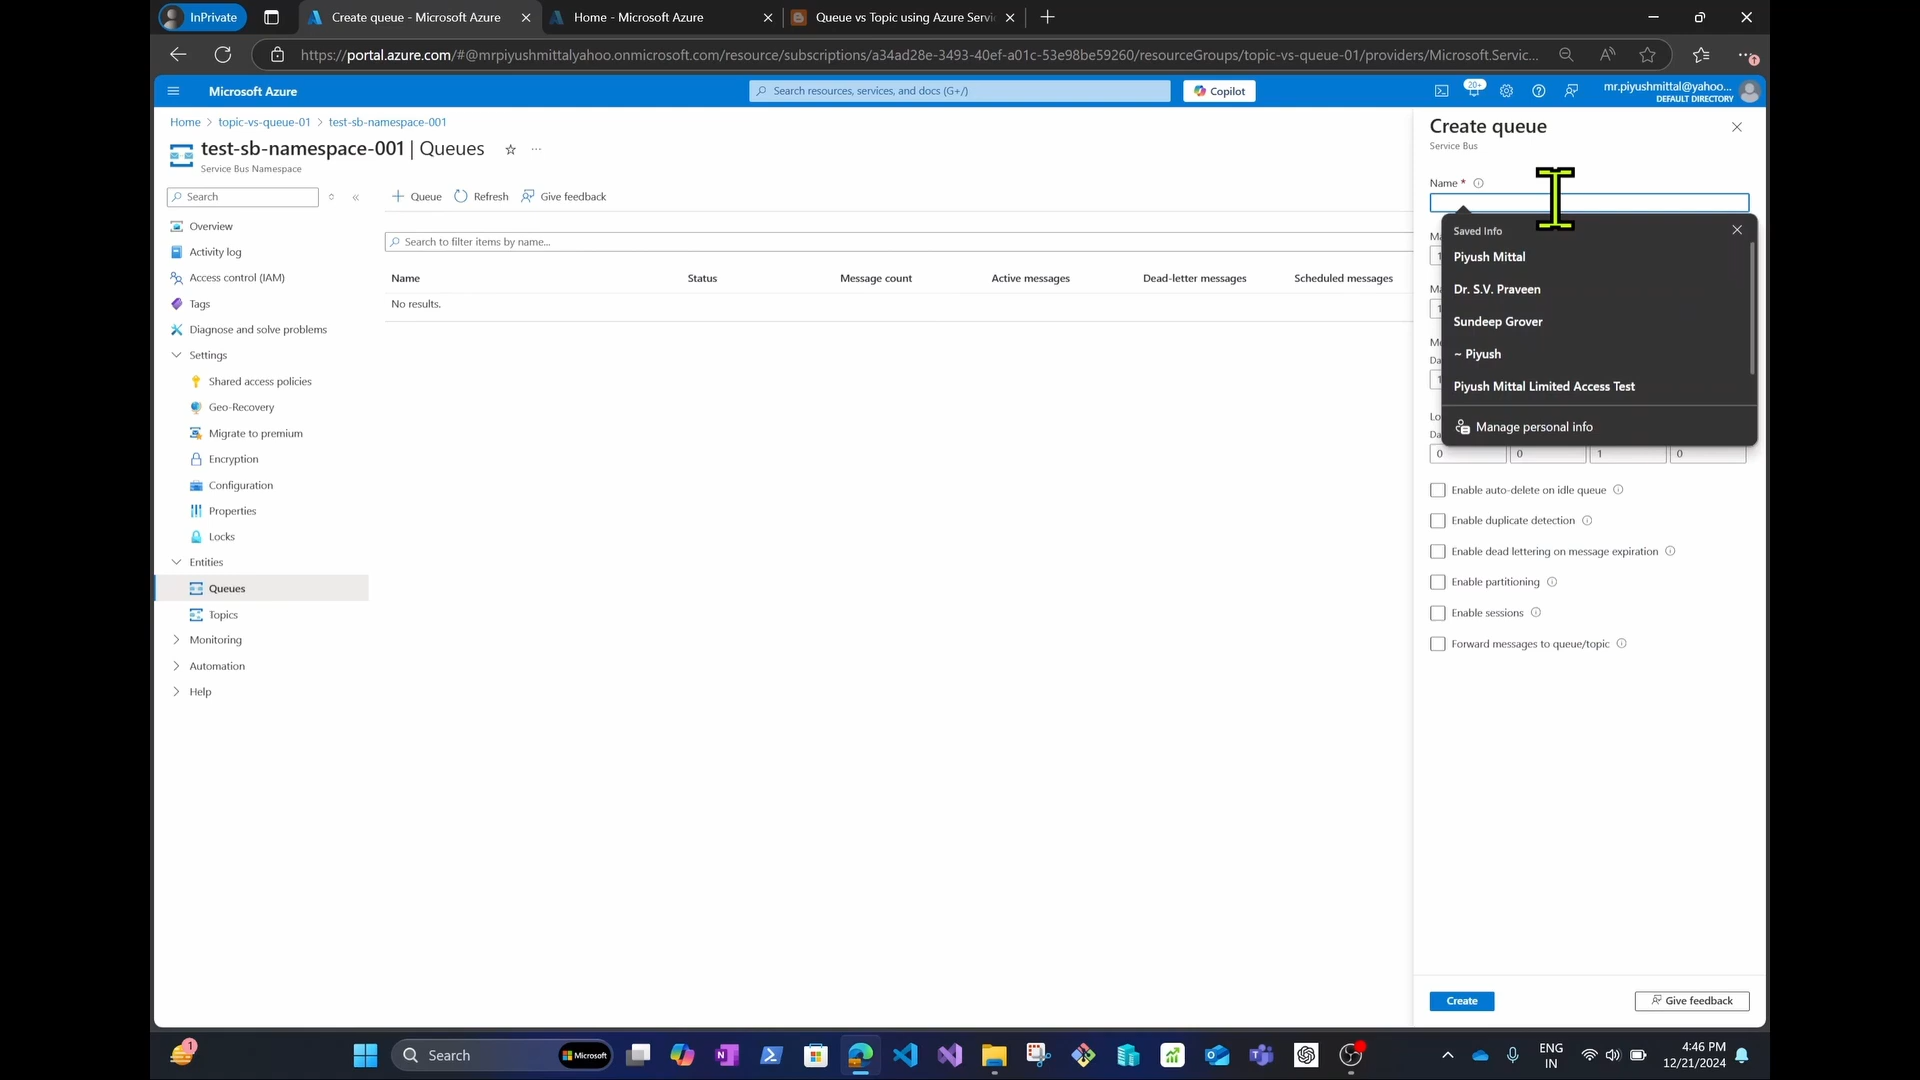 InPrivate
Create queue - Microsoft Azure
Home - Microsoft Azure
Queue vs Topic using Azure Servi
https://portal.azure.com/#@mrpiyushmittalyahoo.onmicrosoft.com/resource/subscriptions/a34ad28e-3493-40ef-a01c-53e98be59260/resourceGroups/topic-vs-queue-01/providers/Microsoft.Servic...
Microsoft Azure
Search resources, services, and docs (G+/)
Copilot
20+
mr.piyushmittal@yahoo...
DEFAULT DIRECTORY
Home > topic-vs-queue-01 > test-sb-namespace-001
test-sb-namespace-001 | Queues
Service Bus Namespace
Search
Queue
Refresh
Give feedback
Overview
Activity log
Access control (IAM)
Tags
Diagnose and solve problems
Settings
Shared access policies
Geo-Recovery
Migrate to premium
Encryption
Configuration
Properties
Locks
Entities
Queues
Topics
Monitoring
Automation
Help
Search to filter items by name...
Name Status Message count Active messages Dead-letter messages Scheduled messages
No results.
Create queue
Service Bus
Name *
Saved Info
Piyush Mittal
Dr. S.V. Praveen
Sundeep Grover
~ Piyush
Piyush Mittal Limited Access Test
Manage personal info
0 0 1 0
Enable auto-delete on idle queue
Enable duplicate detection
Enable dead lettering on message expiration
Enable partitioning
Enable sessions
Forward messages to queue/topic
Create
Give feedback
1
Search
Microsoft
ENG
IN
4:46 PM
12/21/2024